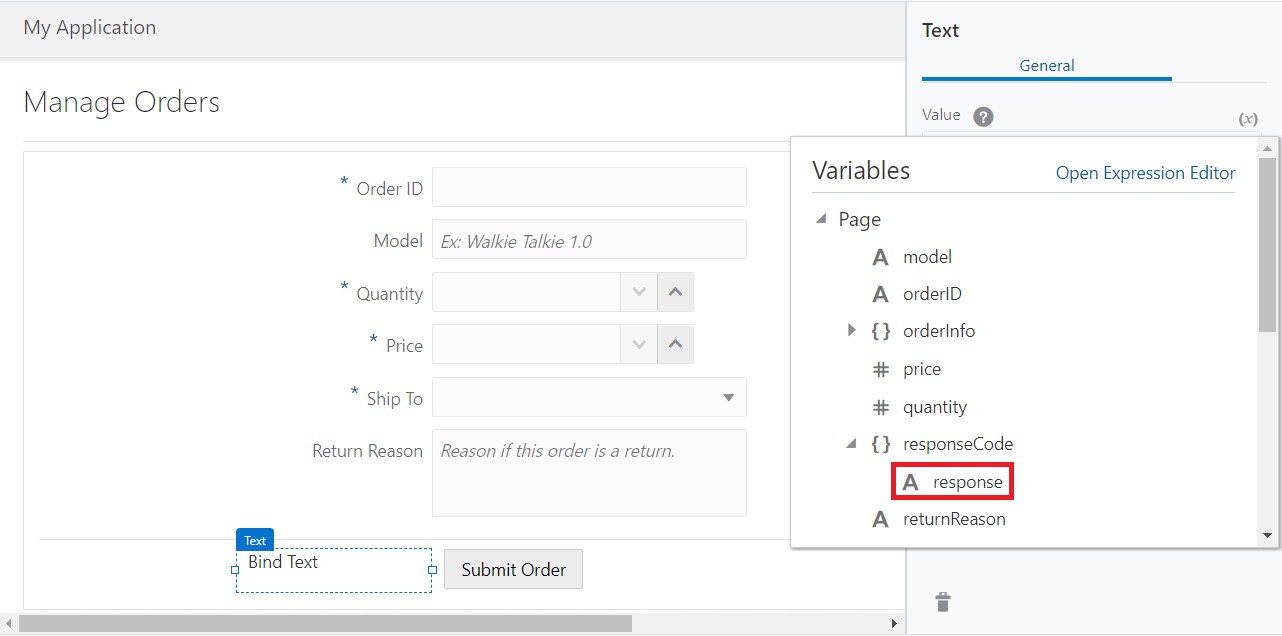 My Application
Manage Orders
* Order ID
Model Ex: Walkie Talkie 1.0
* Quantity
* Price
* Ship To
Return Reason Reason if this order is a return.
Text
Bind Text
Submit Order
Text
General
Value ? (x)
Variables Open Expression Editor
Page
A model
A orderID
{} orderInfo
# price
# quantity
{} responseCode
A response
A returnReason